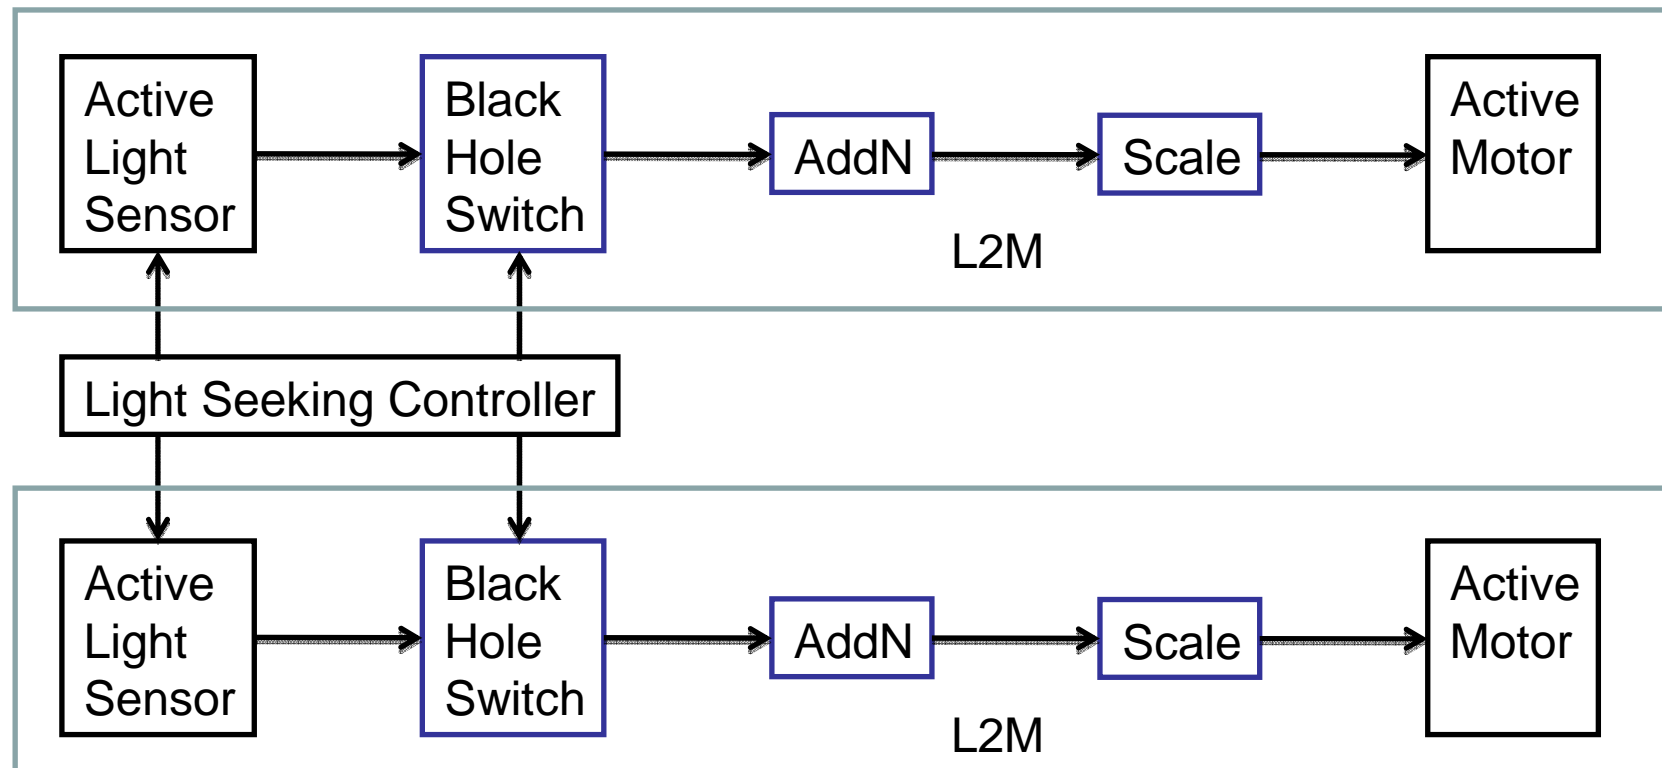 Active
Light
Sensor
Black
Hole
Switch
AddN
Scale
Active
Motor
L2M
Light Seeking Controller
Active
Light
Sensor
Black
Hole
Switch
AddN
Scale
Active
Motor
L2M